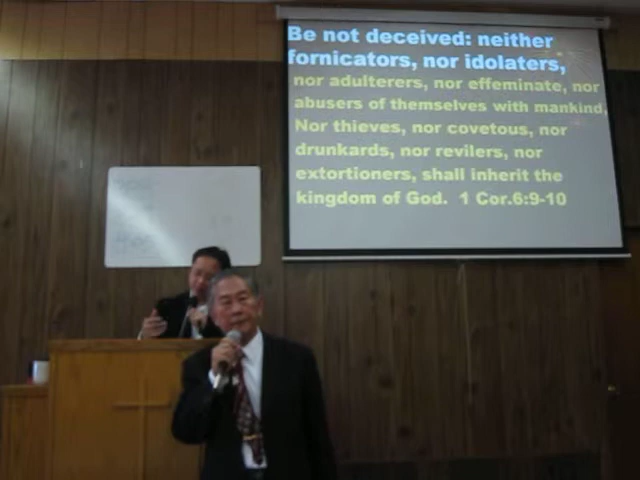 Be not deceived: neither
fornicators, nor idolaters,
nor adulterers, nor effeminate, nor
abusers of themselves with mankind,
Nor thieves, nor covetous, nor
drunkards, nor revilers, nor
extortioners, shall inherit the
kingdom of God. 1 Cor.6:9-10